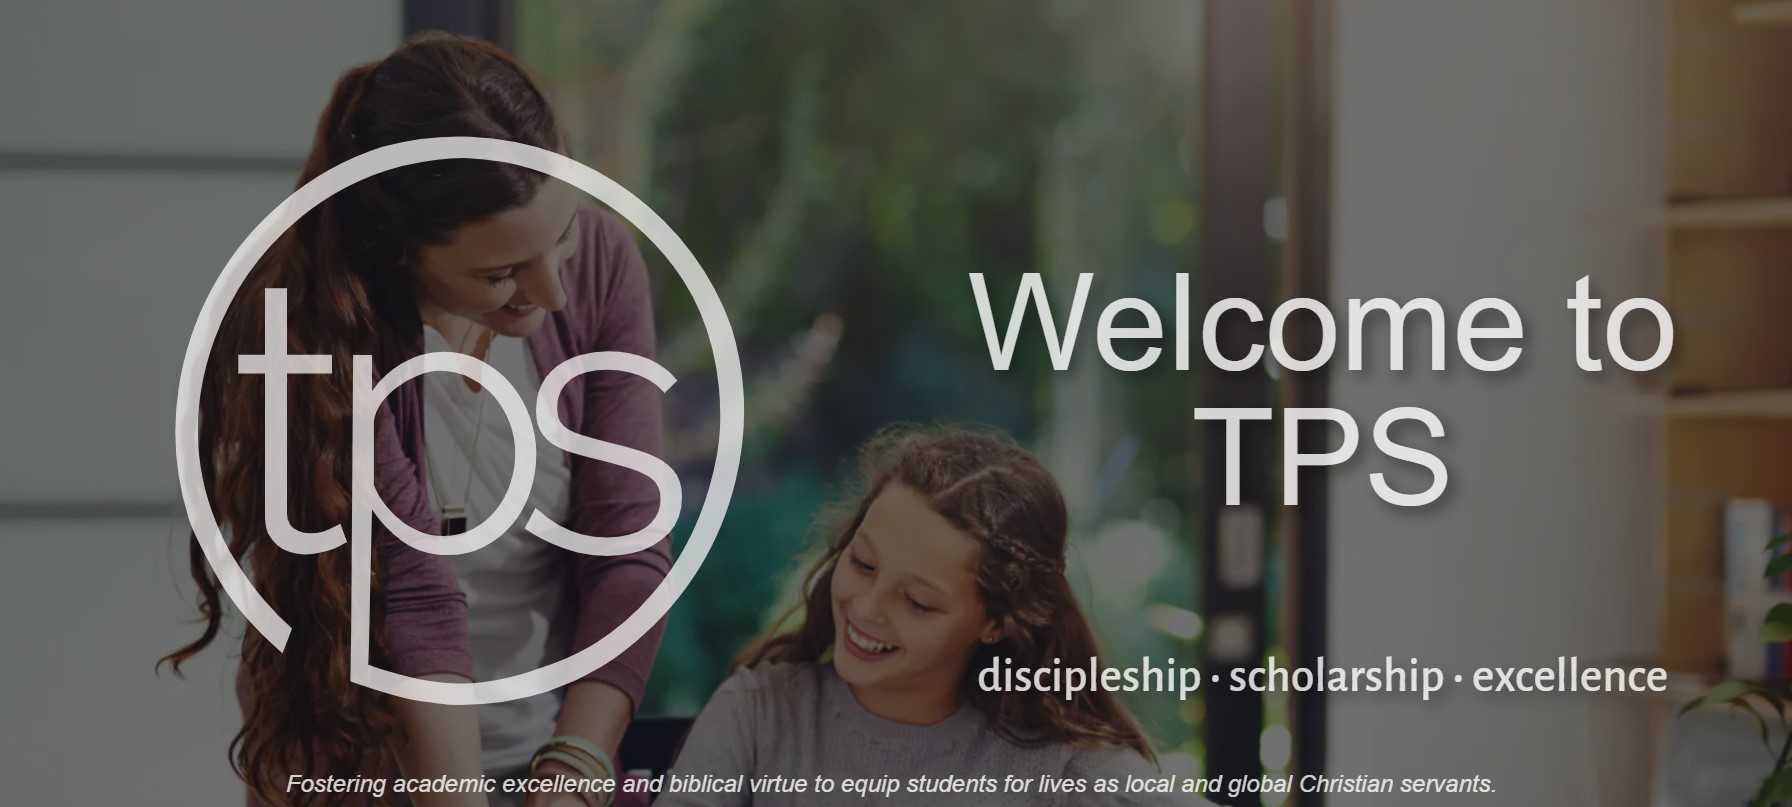 tps
Welcome to
TPS
discipleship · scholarship · excellence
Fostering academic excellence and biblical virtue to equip students for lives as local and global Christian servants.